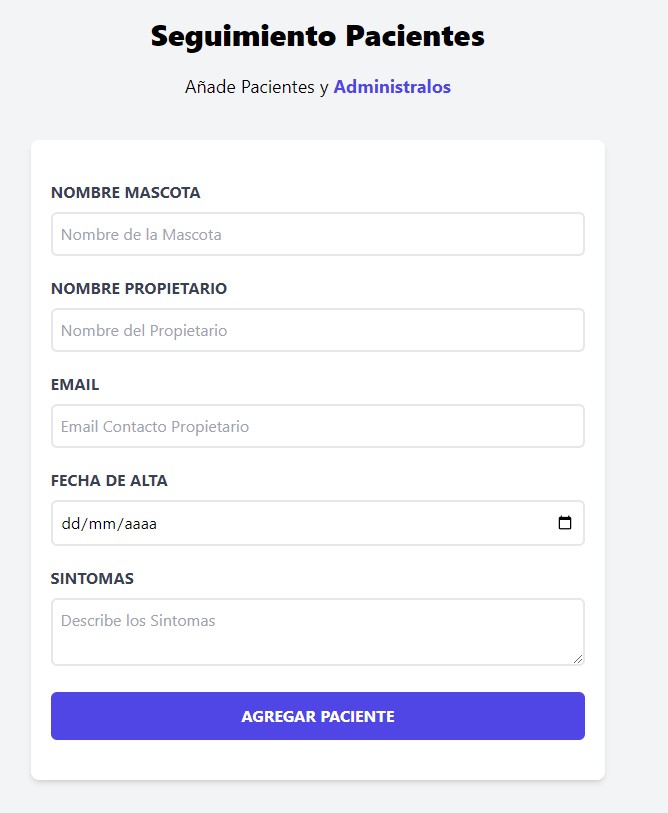 Seguimiento Pacientes
Añade Pacientes y Administralos
NOMBRE MASCOTA
Nombre de la Mascota
NOMBRE PROPIETARIO
Nombre del Propietario
EMAIL
Email Contacto Propietario
FECHA DE ALTA
dd/mm/aaaa
SINTOMAS
Describe los Sintomas
AGREGAR PACIENTE